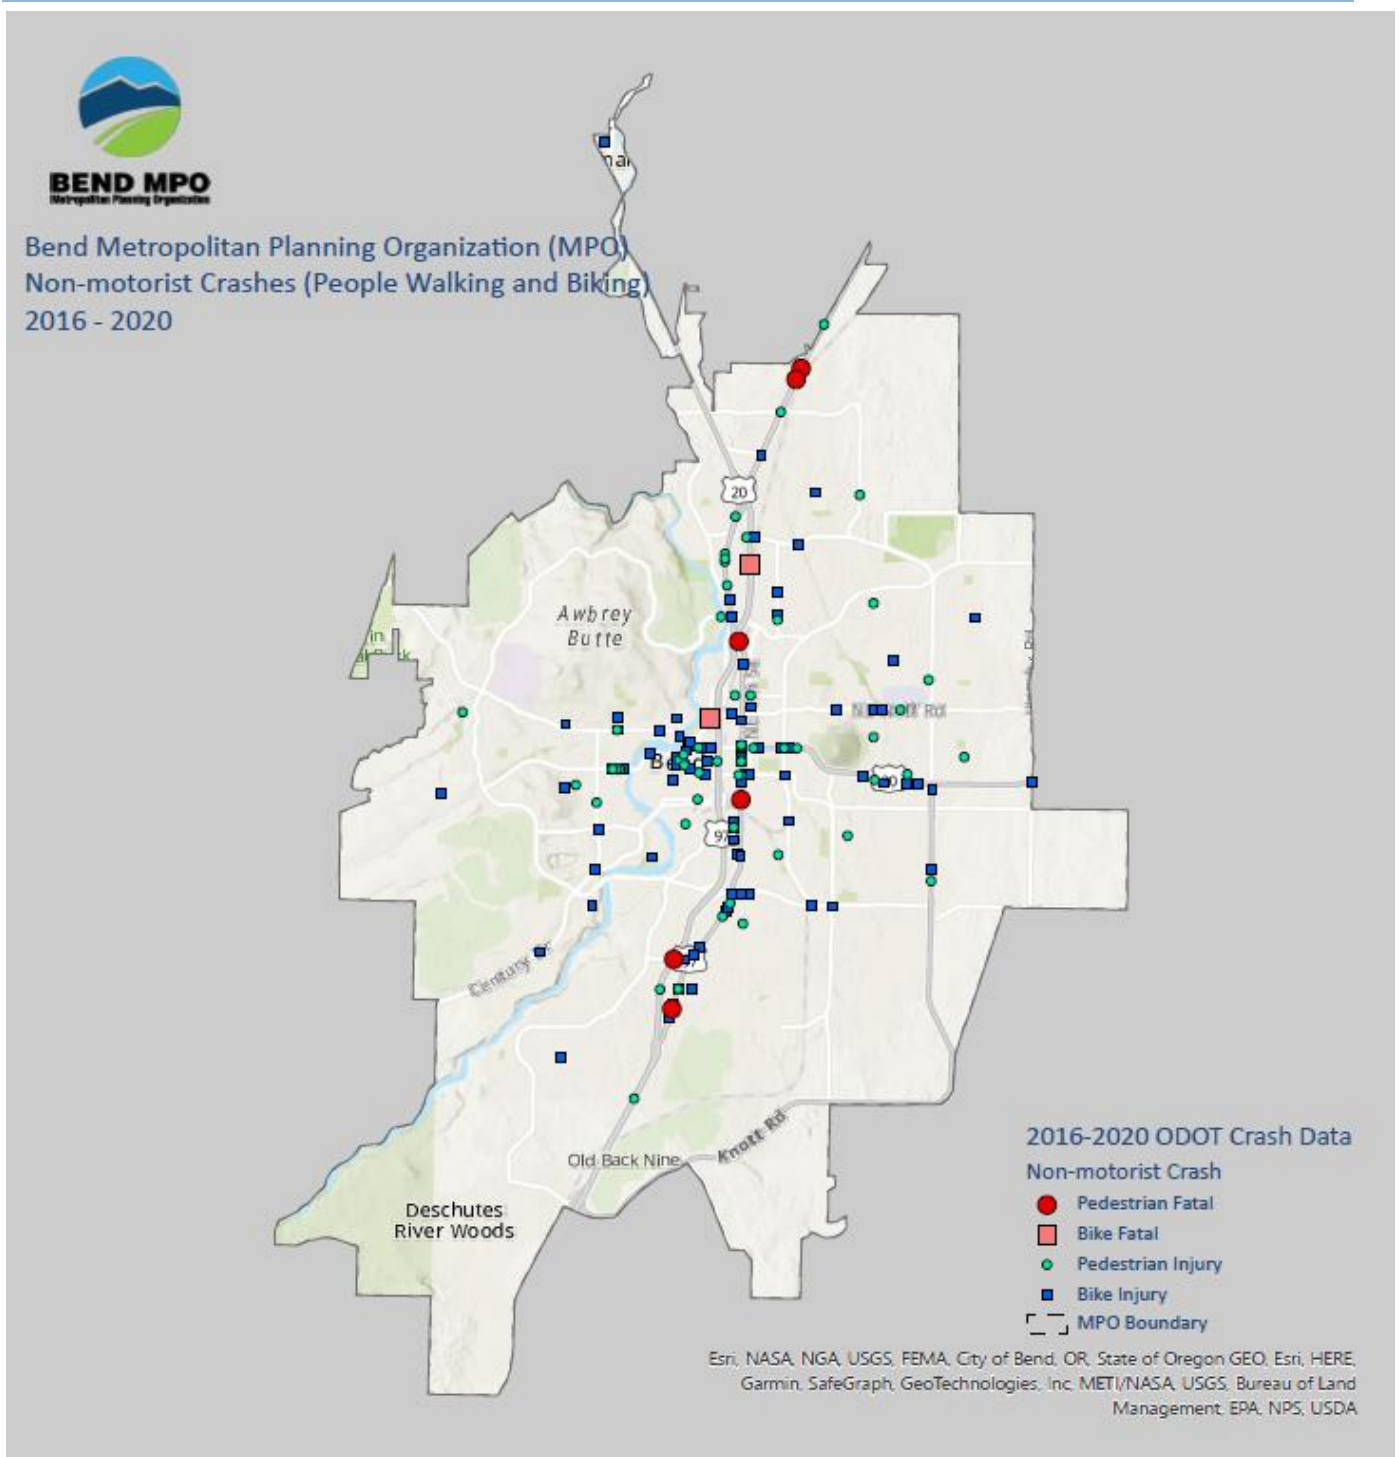 BEND MPO
Metropolitan Planning Organization
Bend Metropolitan Planning Organization (MPO)
Non-motorist Crashes (People Walking and Biking)
2016 - 2020
20
Awbrey
Butte
97
Century Dr
Knott Rd
Old Back Nine
Deschutes
River Woods
2016-2020 ODOT Crash Data
Non-motorist Crash
Pedestrian Fatal
Bike Fatal
Pedestrian Injury
Bike Injury
MPO Boundary
Esri, NASA, NGA, USGS, FEMA, City of Bend, OR, State of Oregon GEO, Esri, HERE,
Garmin, SafeGraph, GeoTechnologies, Inc, METI/NASA, USGS, Bureau of Land
Management, EPA, NPS, USDA